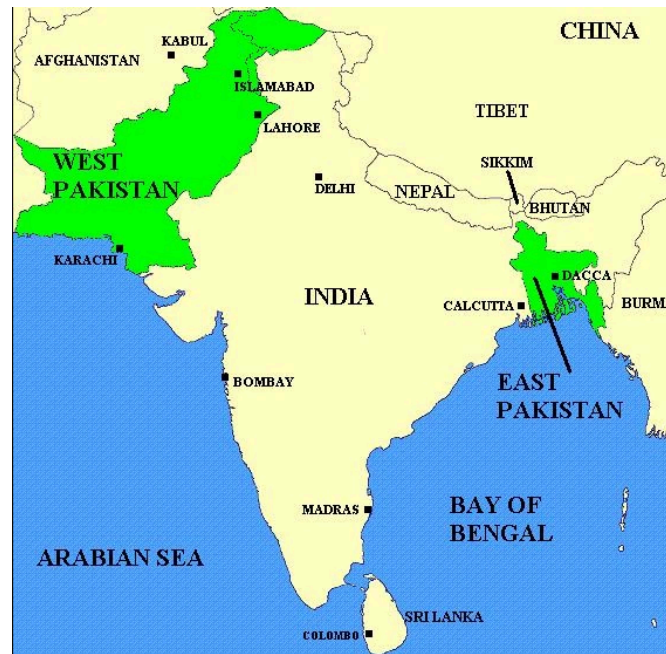 CHINA
KABUL
AFGHANISTAN
ISLAMABAD
LAHORE
TIBET
WEST
PAKISTAN
SIKKIM
DELHI
NEPAL
BHUTAN
KARACHI
DACCA
INDIA
CALCUTTA
BURM
BOMBAY
EAST
PAKISTAN
MADRAS
BAY OF
BENGAL
ARABIAN SEA
SRI LANKA
COLOMBO